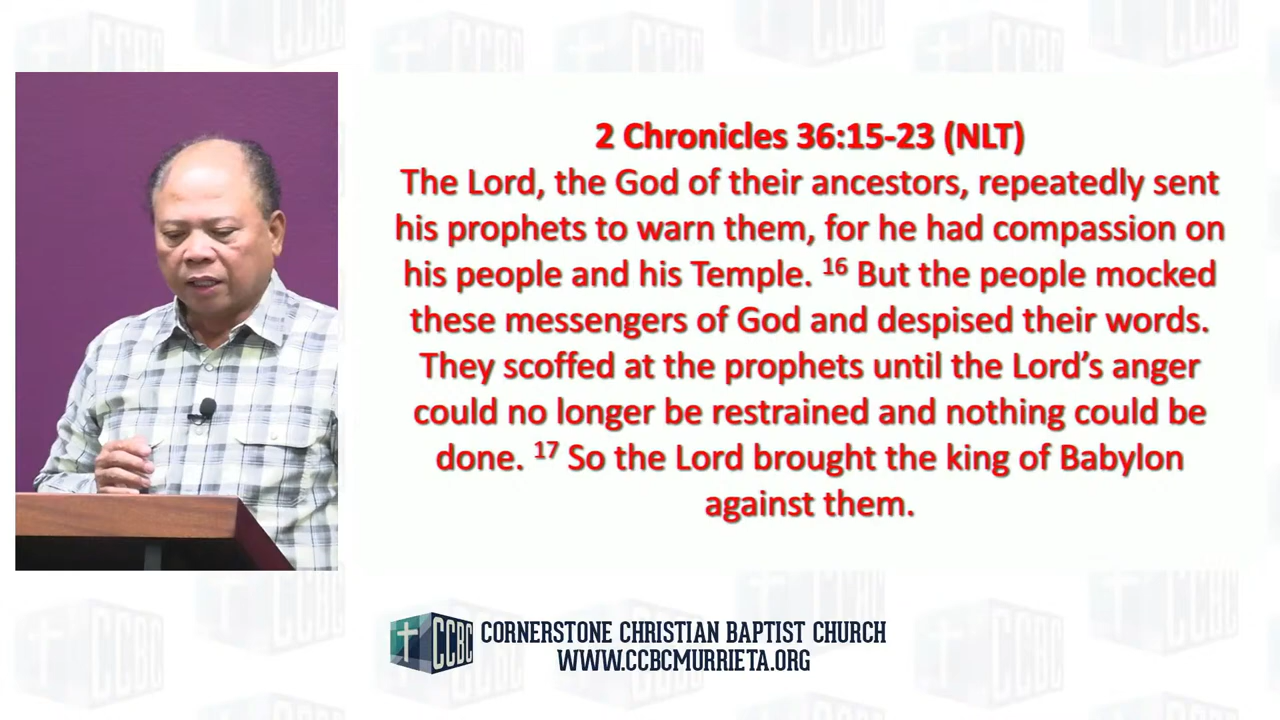 2 Chronicles 36:15-23 (NLT)
The Lord, the God of their ancestors, repeatedly sent
his prophets to warn them, for he had compassion on
his people and his Temple. 16 But the people mocked
these messengers of God and despised their words.
They scoffed at the prophets until the Lord’s anger
could no longer be restrained and nothing could be
done. 17 So the Lord brought the king of Babylon
against them.
CCBC CORNERSTONE CHRISTIAN BAPTIST CHURCH
WWW.CCBCMURRIETA.ORG